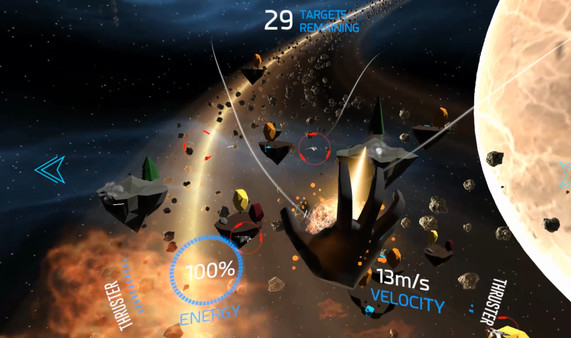 29 TARGETS
REMAINING
100%
ENERGY
THRUSTER
13m/s
VELOCITY
THRUSTER